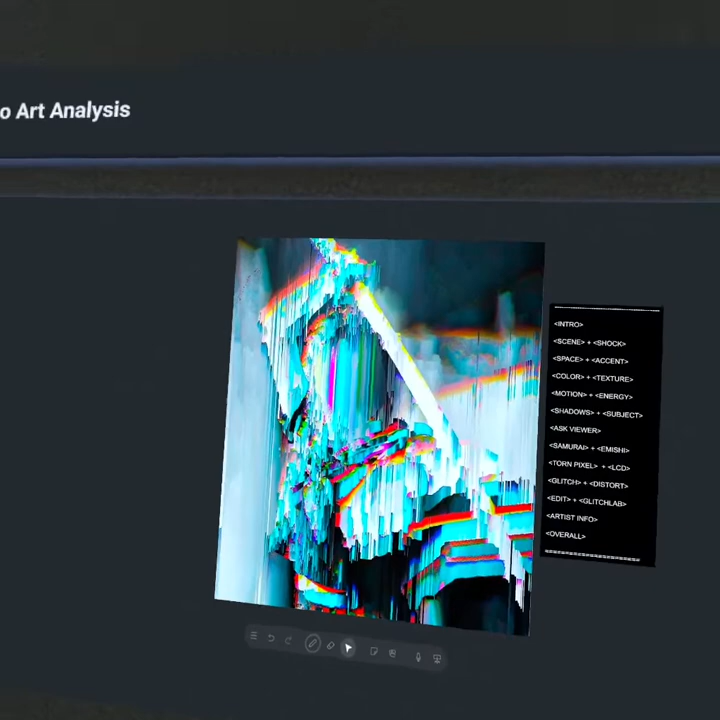 o Art Analysis
<INTRO>
<SCENE> + <SHOCK>
<SPACE> + <ACCENT>
<COLOR> + <TEXTURE>
<MOTION> + <ENERGY>
<SHADOWS> + <SUBJECT>
<ASK VIEWER>
<SAMURAI> + <EMISHI>
<TORN PIXEL> + <LCD>
<GLITCH> + <DISTORT>
<EDIT> + <GLITCHLAB>
<ARTIST INFO>
<OVERALL>